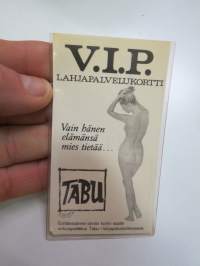 V.I.P.
LAHJAPALVELUKORTTI
Vain hänen
elämänsä
mies tietää...
TABU